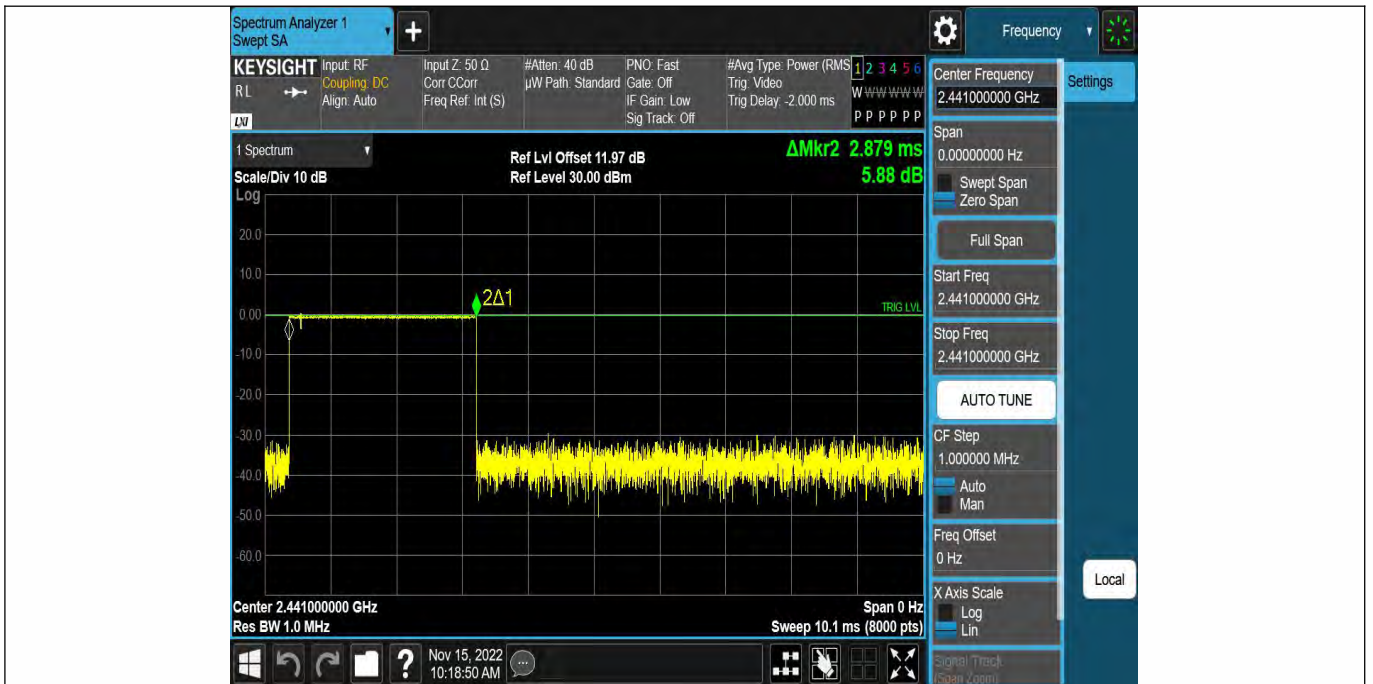 Spectrum Analyzer 1
Swept SA
Frequency
KEYSIGHT
RL
LXI
Input: RF
Coupling: DC
Align: Auto
Input Z: 50 Ω
Corr CCorr
Freq Ref: Int (S)
#Atten: 40 dB
µW Path: Standard
PNO: Fast
Gate: Off
IF Gain: Low
Sig Track: Off
#Avg Type: Power (RMS
Trig: Video
Trig Delay: -2.000 ms
1 2 3 4 5 6
W W W W W W
P P P P P P
1 Spectrum
Scale/Div 10 dB
Log
Ref Lvl Offset 11.97 dB
Ref Level 30.00 dBm
ΔMkr2 2.879 ms
5.88 dB
20.0
10.0
0.00
-10.0
-20.0
-30.0
-40.0
-50.0
-60.0
2Δ1
TRIG LVL
Center 2.441000000 GHz
Res BW 1.0 MHz
Span 0 Hz
Sweep 10.1 ms (8000 pts)
Nov 15, 2022
10:18:50 AM
Center Frequency
2.441000000 GHz
Settings
Span
0.00000000 Hz
Swept Span
Zero Span
Full Span
Start Freq
2.441000000 GHz
Stop Freq
2.441000000 GHz
AUTO TUNE
CF Step
1.000000 MHz
Auto
Man
Freq Offset
0 Hz
X Axis Scale
Log
Lin
Local
Signal Track
(Span Zoom)